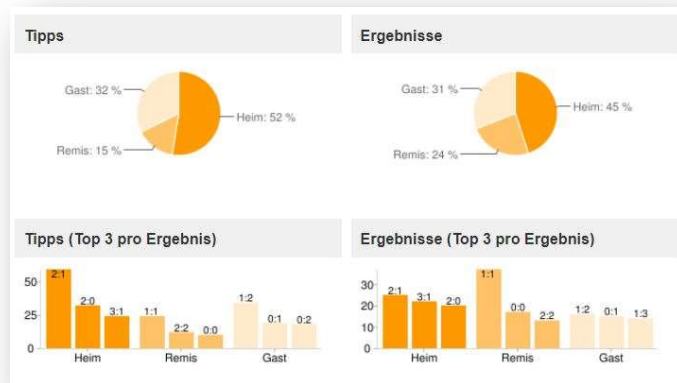 Tipps
Gast: 32 %
Heim: 52 %
Remis: 15 %
Ergebnisse
Gast: 31 %
Heim: 45 %
Remis: 24 %
Tipps (Top 3 pro Ergebnis)
50
25
0
2:1
2:0
3:1
1:1
2:2
0:0
1:2
0:1
0:2
Heim
Remis
Gast
Ergebnisse (Top 3 pro Ergebnis)
30
20
10
0
2:1
3:1
2:0
1:1
0:0
2:2
1:2
0:1
1:3
Heim
Remis
Gast